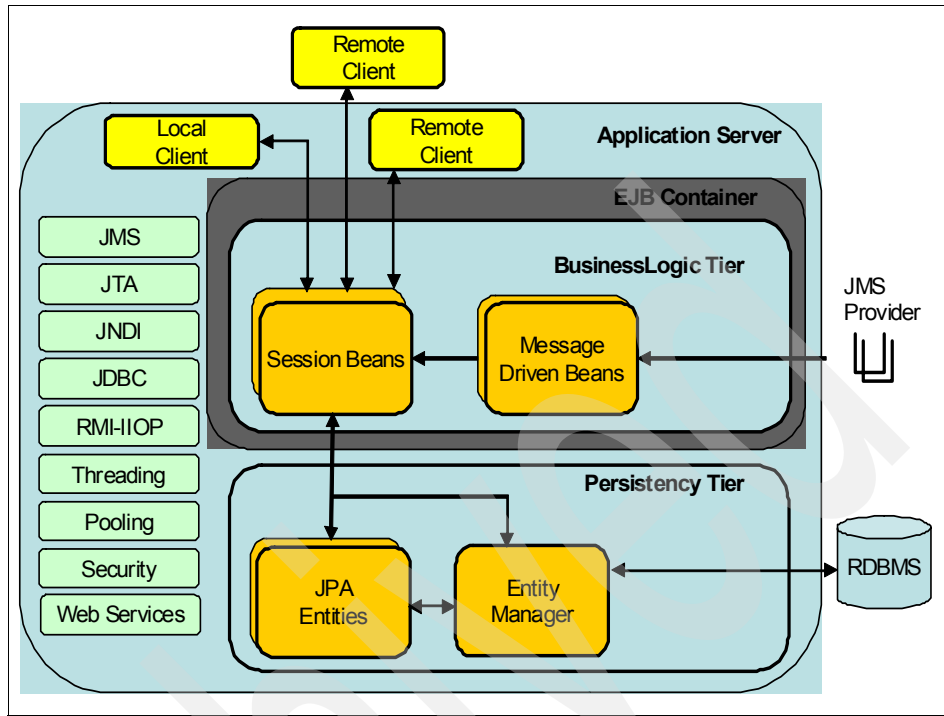 Remote
Client
Local
Client
Remote
Client
Application Server
EJB Container
JMS
JTA
JNDI
JDBC
RMI-IIOP
Threading
Pooling
Security
Web Services
BusinessLogic Tier
Session Beans
Message
Driven Beans
JMS
Provider
Persistency Tier
JPA
Entities
Entity
Manager
RDBMS